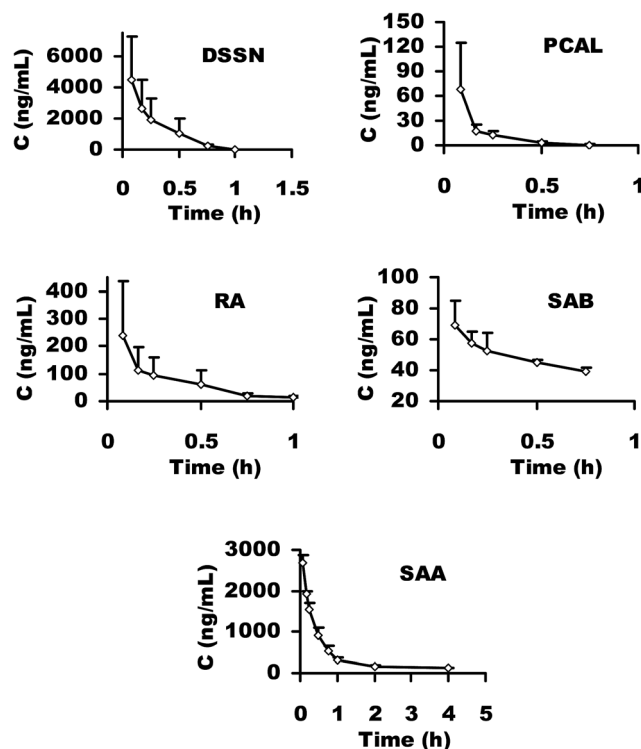 DSSN
C (ng/mL)
6000
4000
2000
0
0 0.5 1 1.5
Time (h)
PCAL
C (ng/mL)
150
120
90
60
30
0
0 0.5 1
Time (h)
RA
C (ng/mL)
400
300
200
100
0
0 0.5 1
Time (h)
SAB
C (ng/mL)
100
80
60
40
20
0 0.5 1
Time (h)
SAA
C (ng/mL)
3000
2000
1000
0
0 1 2 3 4 5
Time (h)